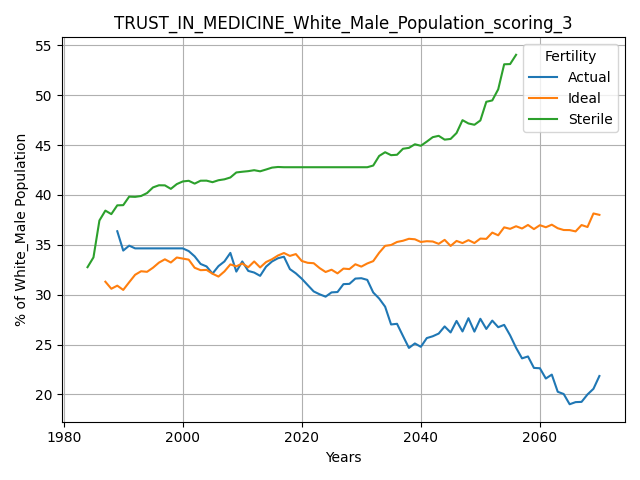 TRUST_IN_MEDICINE_White_Male_Population_scoring_3
% of White_Male Population
55
50
45
40
35
30
25
20
Fertility
Actual
Ideal
Sterile
1980
2000
2020
2040
2060
Years